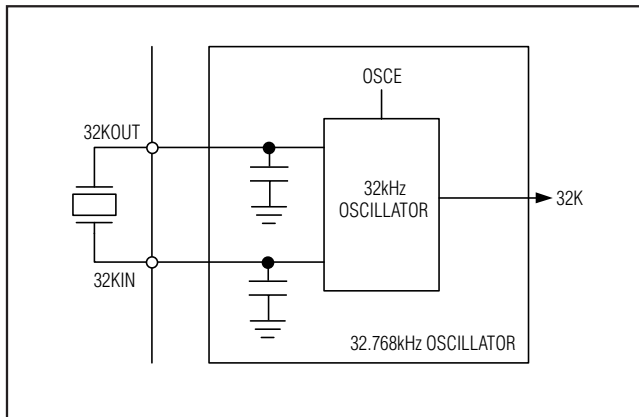 OSCE
32KOUT
32kHz
OSCILLATOR
32K
32KIN
32.768kHz OSCILLATOR